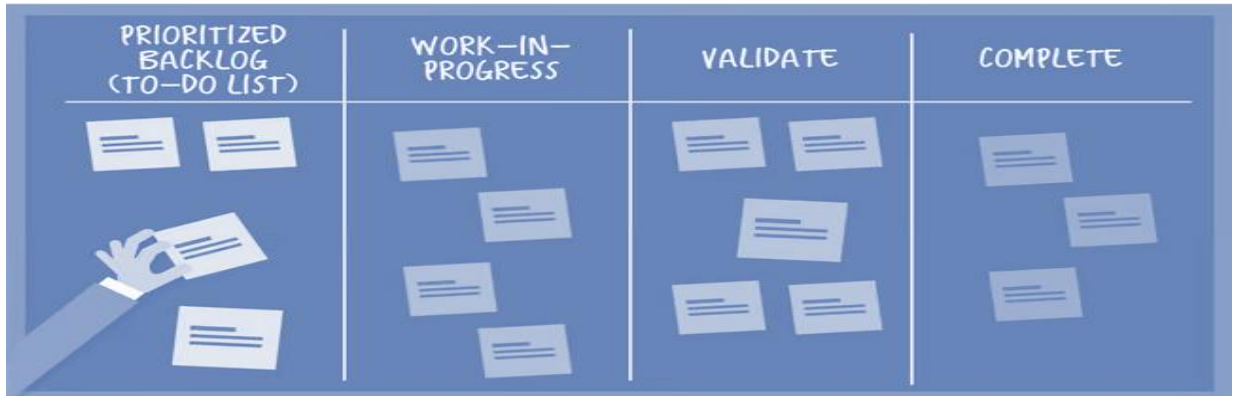 PRIORITIZED
BACKLOG
(TO–DO LIST)
WORK–IN–
PROGRESS
VALIDATE
COMPLETE